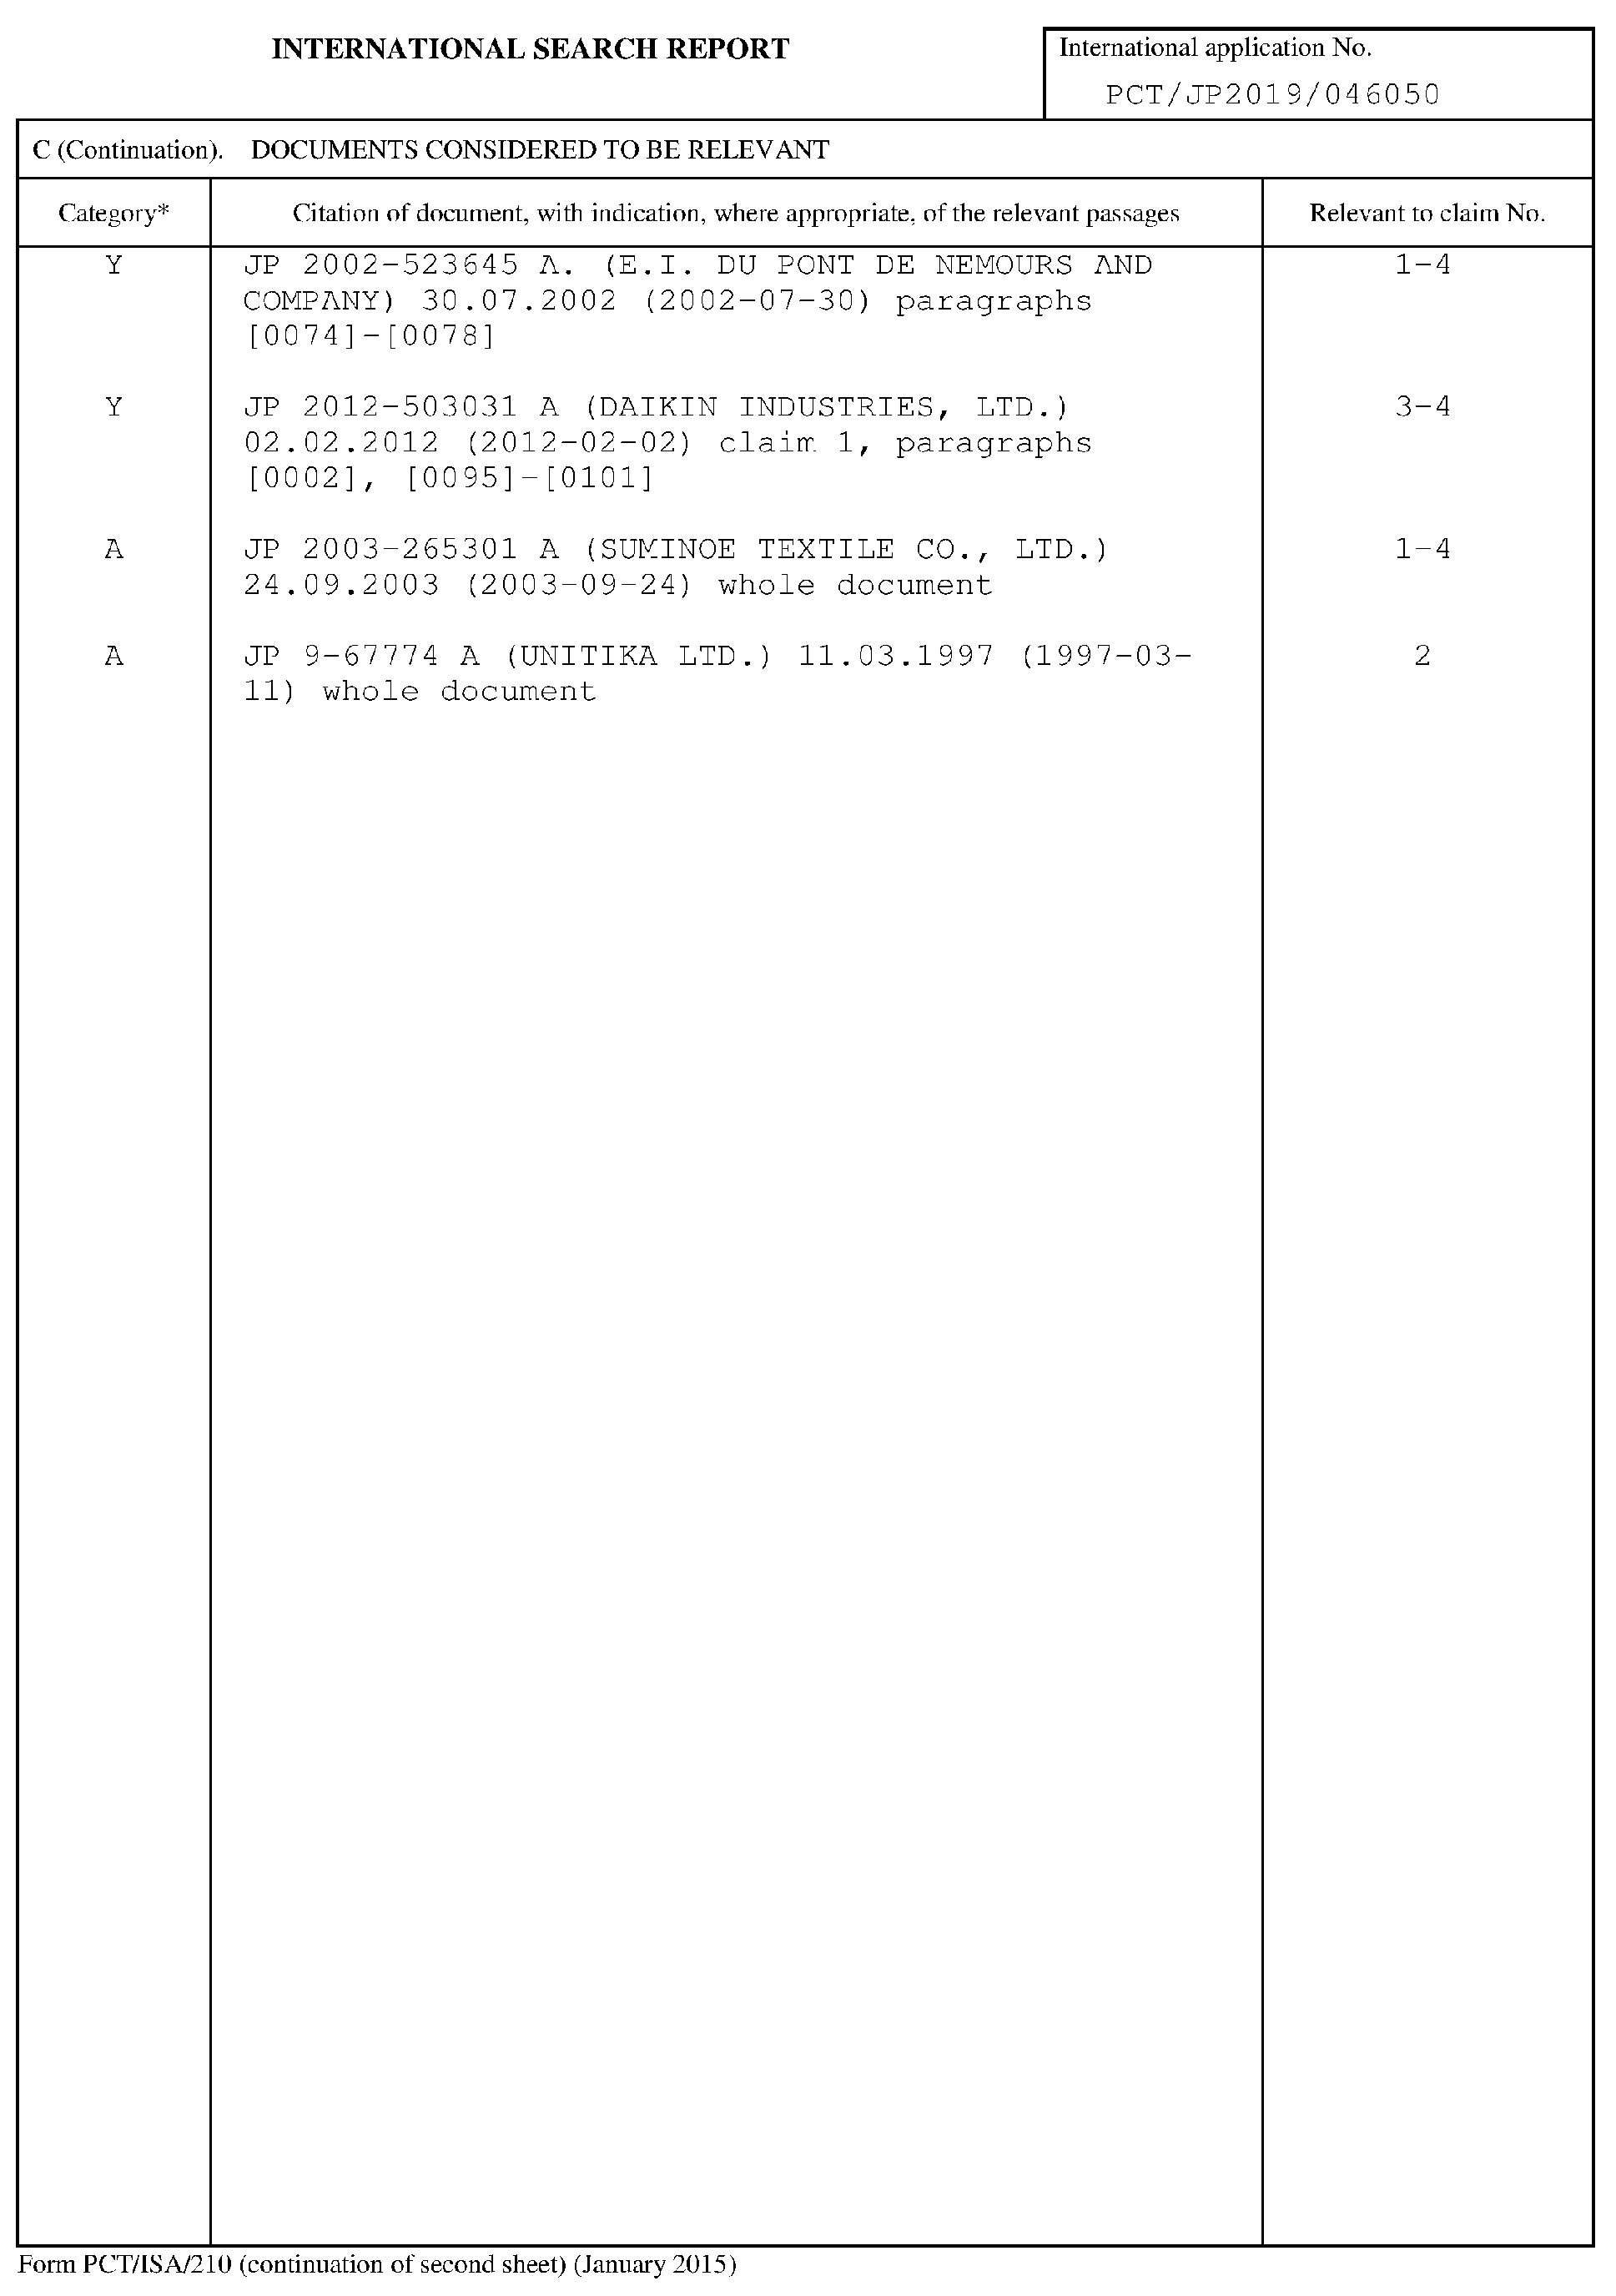 INTERNATIONAL SEARCH REPORT
International application No.
PCT/JP2019/046050
C (Continuation). DOCUMENTS CONSIDERED TO BE RELEVANT
Category* Citation of document, with indication, where appropriate, of the relevant passages Relevant to claim No.
Y JP 2002-523645 A. (E.I. DU PONT DE NEMOURS AND 1-4
COMPANY) 30.07.2002 (2002-07-30) paragraphs
[0074]-[0078]
Y JP 2012-503031 A (DAIKIN INDUSTRIES, LTD.) 3-4
02.02.2012 (2012-02-02) claim 1, paragraphs
[0002], [0095]-[0101]
A JP 2003-265301 A (SUMINOE TEXTILE CO., LTD.) 1-4
24.09.2003 (2003-09-24) whole document
A JP 9-67774 A (UNITIKA LTD.) 11.03.1997 (1997-03- 2
11) whole document
Form PCT/ISA/210 (continuation of second sheet) (January 2015)